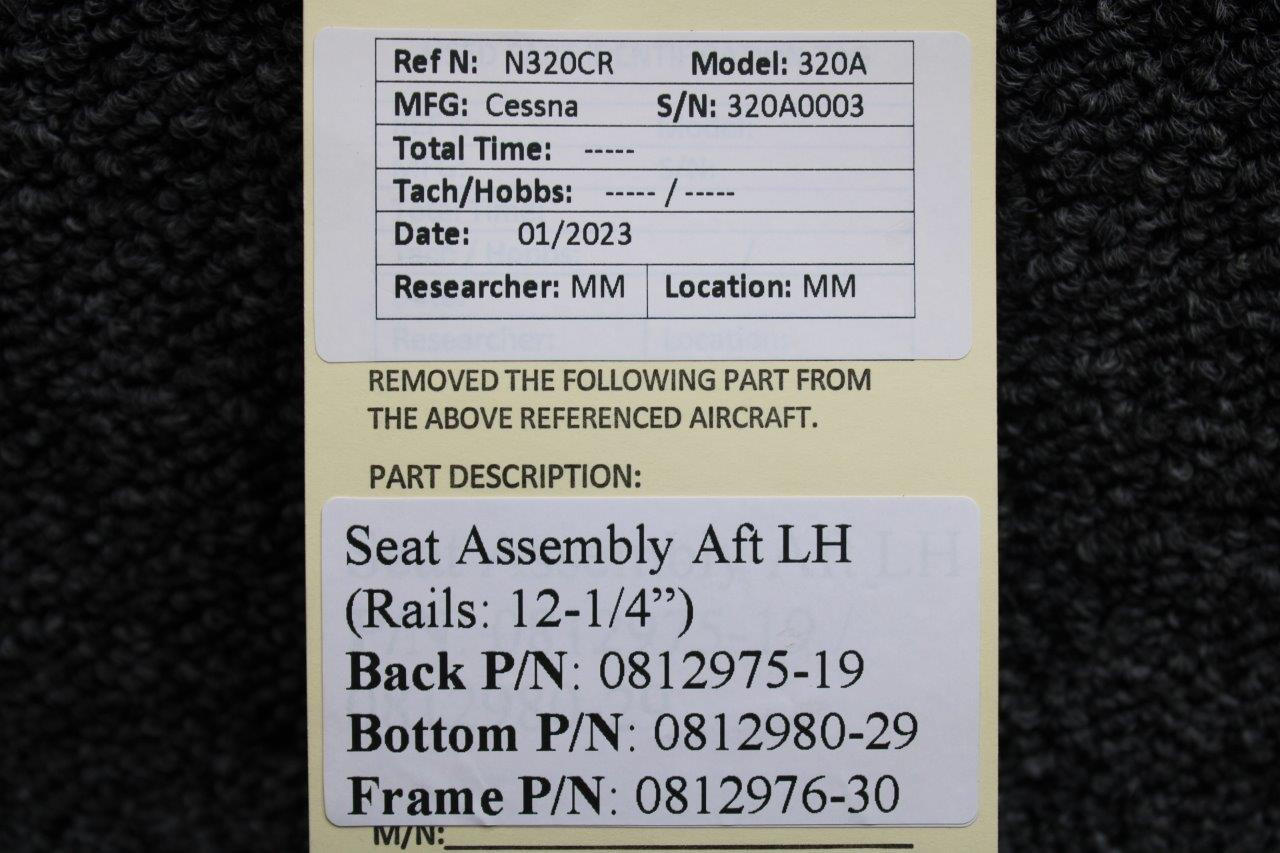 Ref N: N320CR Model: 320A
MFG: Cessna S/N: 320A0003
Total Time: -----
Tach/Hobbs: ----- / -----
Date: 01/2023
Researcher: MM Location: MM
Researcher: Location:
REMOVED THE FOLLOWING PART FROM
THE ABOVE REFERENCED AIRCRAFT.
PART DESCRIPTION:
Seat Assembly Aft LH
(Rails: 12-1/4”)
Back P/N: 0812975-19
Bottom P/N: 0812980-29
Frame P/N: 0812976-30
M/N: